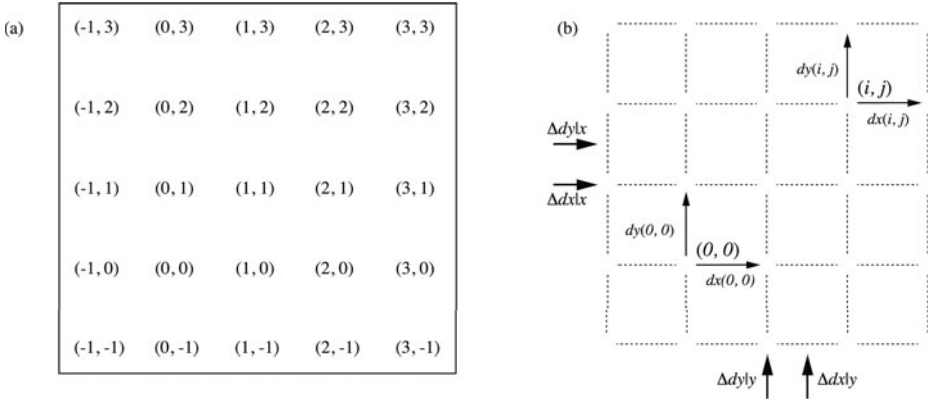 (a)
(-1, 3) (0, 3) (1, 3) (2, 3) (3, 3)
(-1, 2) (0, 2) (1, 2) (2, 2) (3, 2)
(-1, 1) (0, 1) (1, 1) (2, 1) (3, 1)
(-1, 0) (0, 0) (1, 0) (2, 0) (3, 0)
(-1, -1) (0, -1) (1, -1) (2, -1) (3, -1)
(b)
dy(i, j)
(i, j)
dx(i, j)
Δdy|x
Δdx|x
dy(0, 0)
(0, 0)
dx(0, 0)
Δdy|y Δdx|y